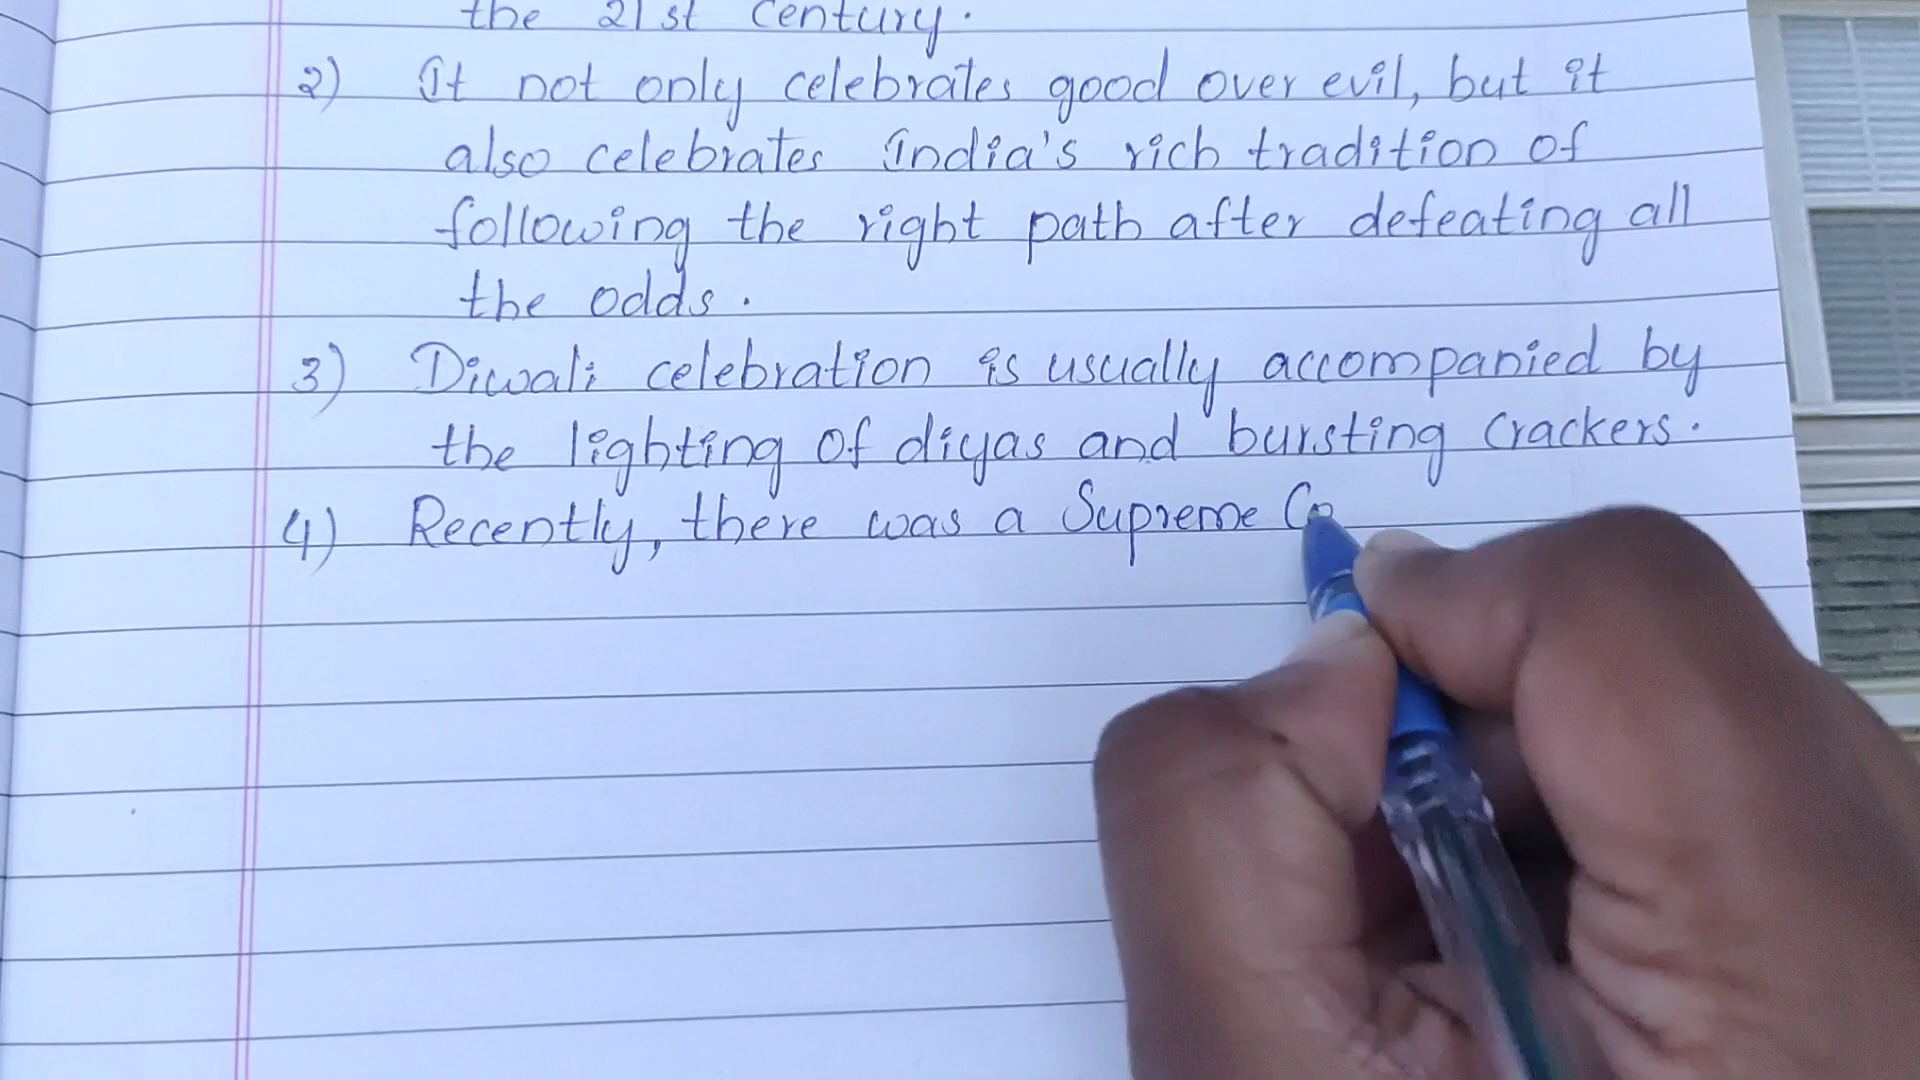 the 21st century.
2) It not only celebrates good over evil, but it
also celebrates India's rich tradition of
following the right path after defeating all
the odds.
3) Diwali celebration is usually accompanied by
the lighting of diyas and bursting crackers.
4) Recently, there was a Supreme Co